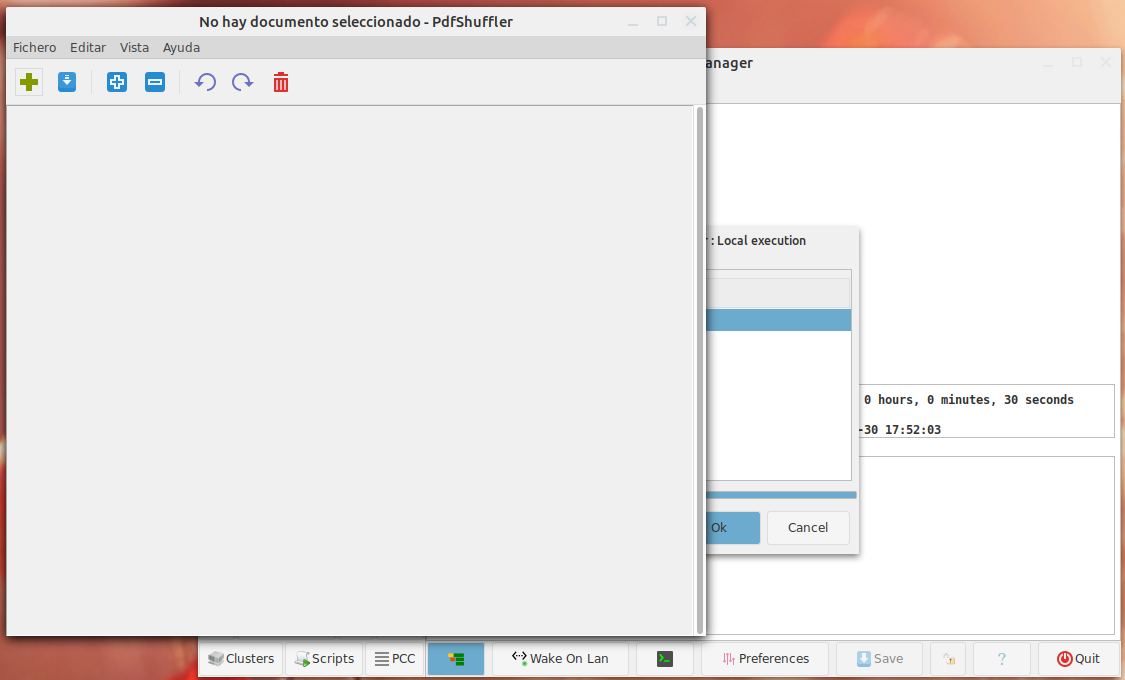 No hay documento seleccionado - PdfShuffler
Fichero Editar Vista Ayuda
anager
: Local execution
0 hours, 0 minutes, 30 seconds
-30 17:52:03
Ok Cancel
Clusters Scripts PCC Wake On Lan Preferences Save ? Quit